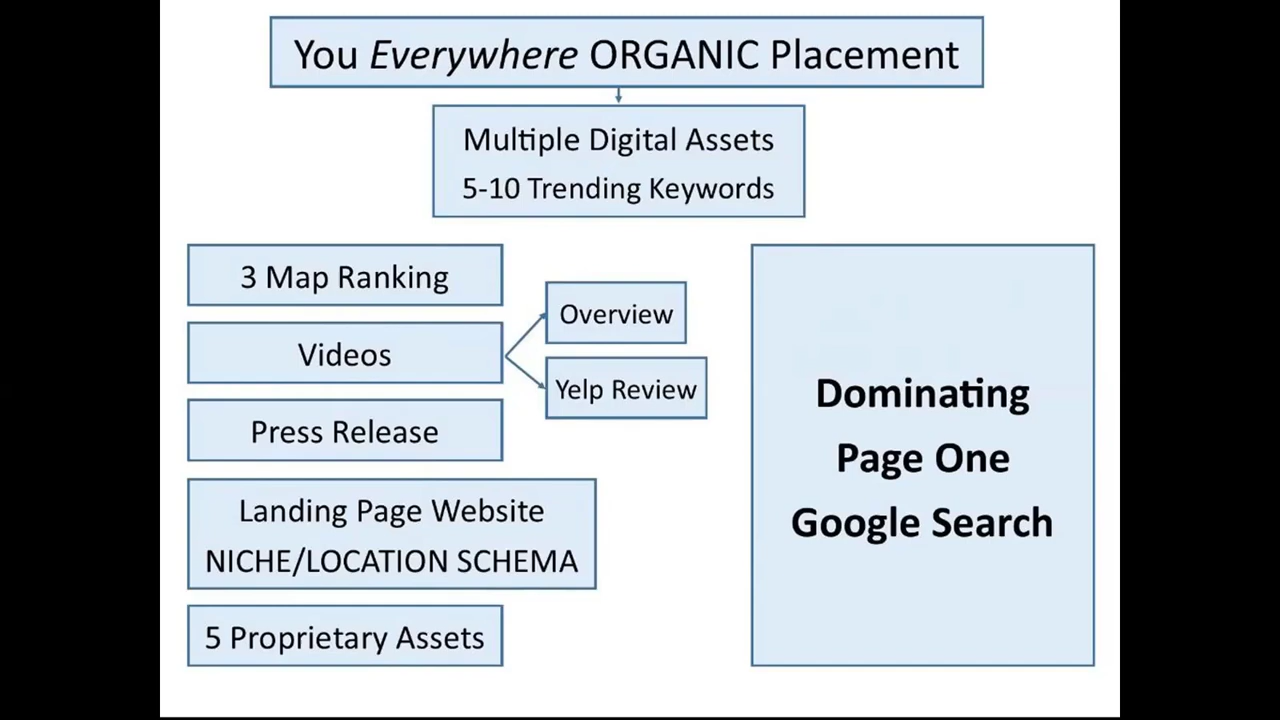 You Everywhere ORGANIC Placement
Multiple Digital Assets
5-10 Trending Keywords
3 Map Ranking
Videos
Overview
Yelp Review
Press Release
Landing Page Website
NICHE/LOCATION SCHEMA
5 Proprietary Assets
Dominating
Page One
Google Search